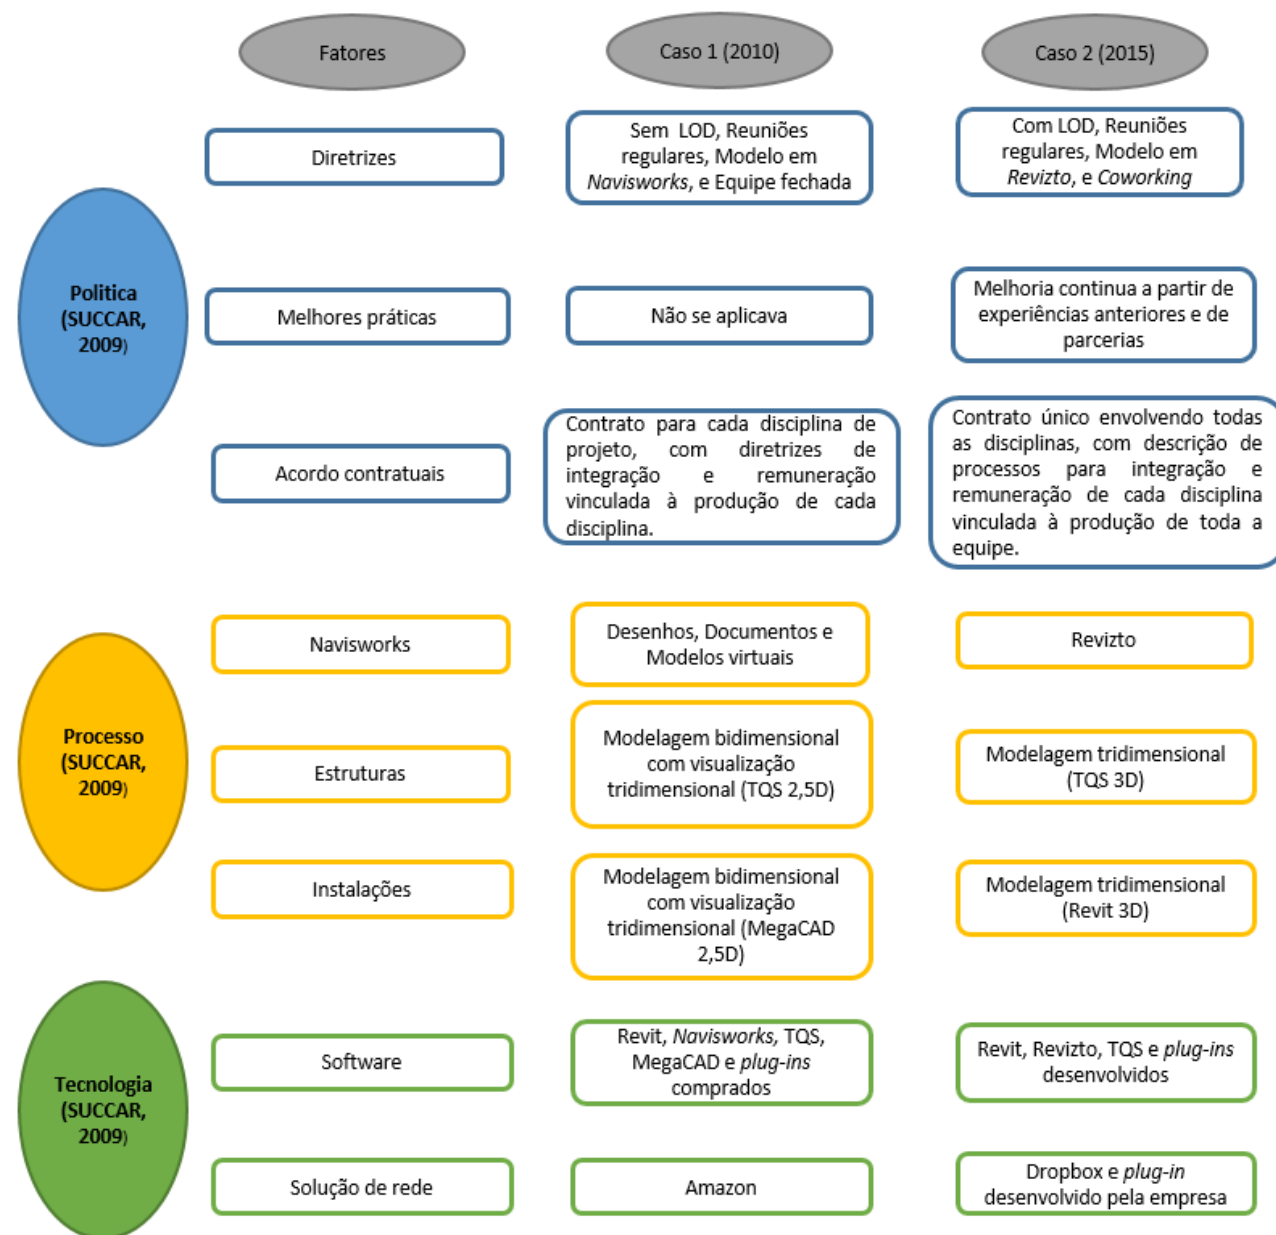 Fatores
Caso 1 (2010)
Caso 2 (2015)
Politica
(SUCCAR,
2009)
Diretrizes
Sem LOD, Reuniões
regulares, Modelo em
Navisworks, e Equipe fechada
Com LOD, Reuniões
regulares, Modelo em
Revizto, e Coworking
Melhores práticas
Não se aplicava
Melhoria continua a partir de
experiências anteriores e de
parcerias
Acordo contratuais
Contrato para cada disciplina de
projeto, com diretrizes de
integração e remuneração
vinculada à produção de cada
disciplina.
Contrato único envolvendo todas
as disciplinas, com descrição de
processos para integração e
remuneração de cada disciplina
vinculada à produção de toda a
equipe.
Processo
(SUCCAR,
2009)
Navisworks
Desenhos, Documentos e
Modelos virtuais
Revizto
Estruturas
Modelagem bidimensional
com visualização
tridimensional (TQS 2,5D)
Modelagem tridimensional
(TQS 3D)
Instalações
Modelagem bidimensional
com visualização
tridimensional (MegaCAD
2,5D)
Modelagem tridimensional
(Revit 3D)
Tecnologia
(SUCCAR,
2009)
Software
Revit, Navisworks, TQS,
MegaCAD e plug-ins
comprados
Revit, Revizto, TQS e plug-ins
desenvolvidos
Solução de rede
Amazon
Dropbox e plug-in
desenvolvido pela empresa